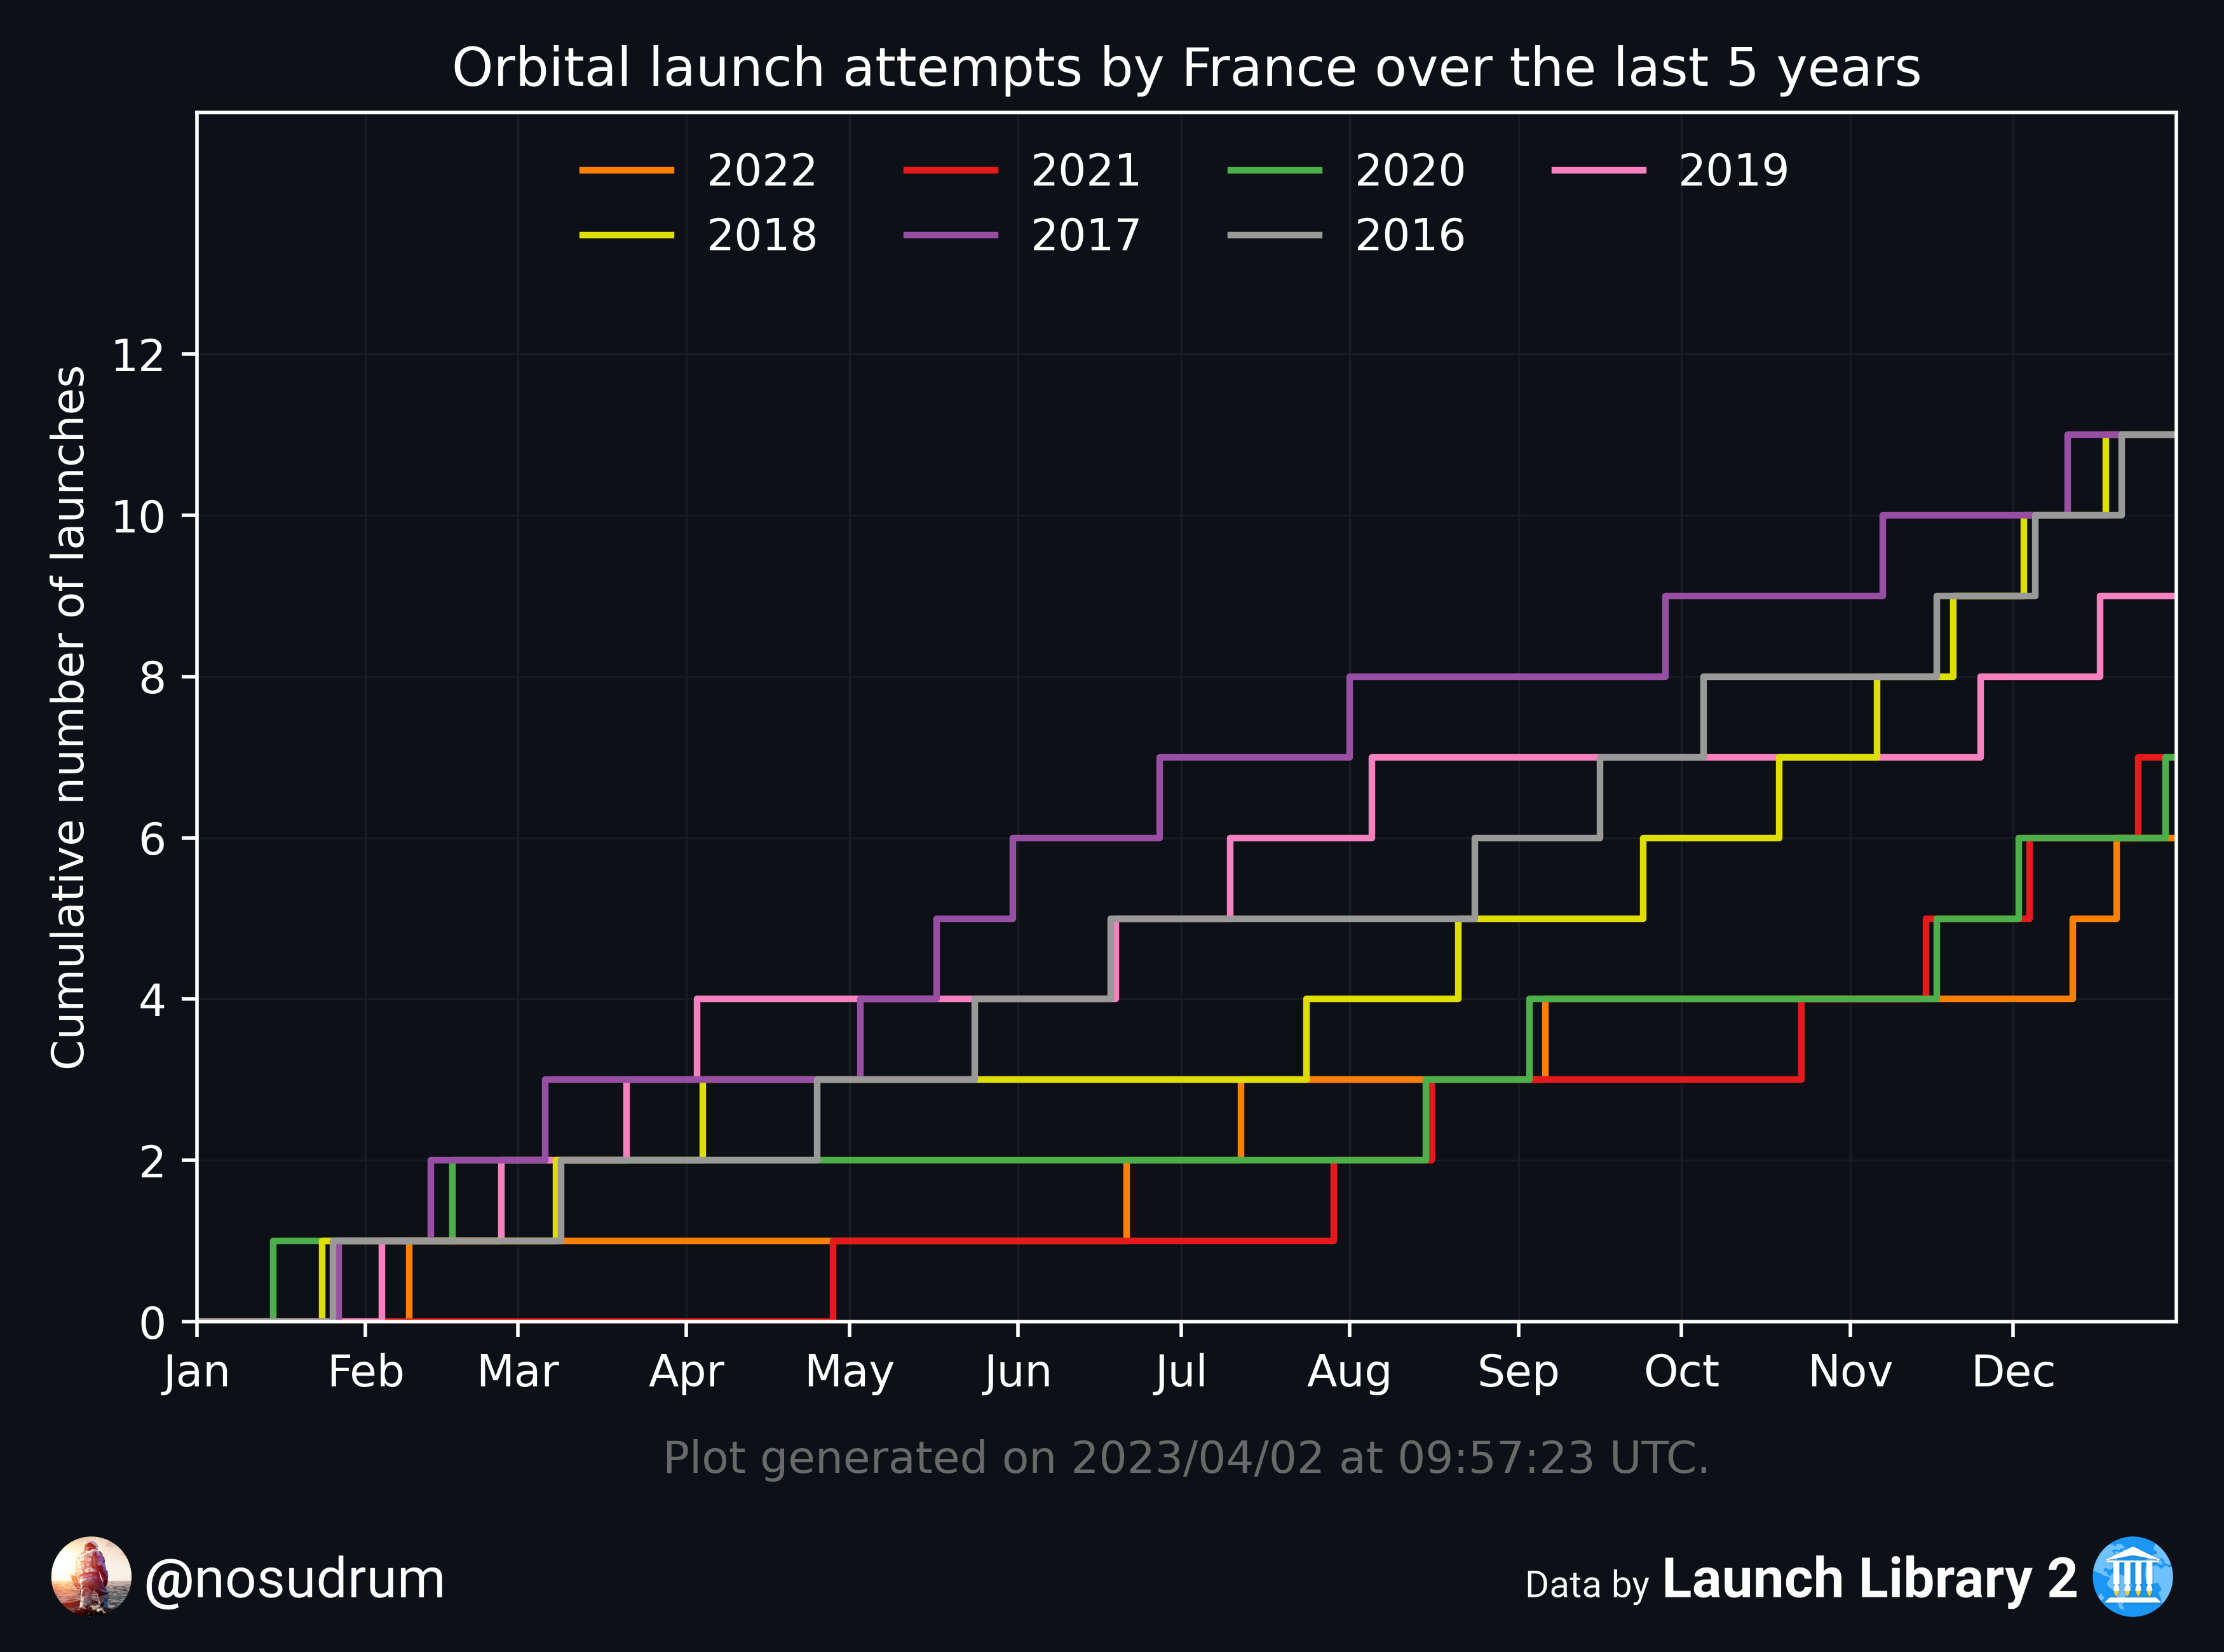 Orbital launch attempts by France over the last 5 years
2022 2021 2020 2019
2018 2017 2016
Cumulative number of launches
12
10
8
6
4
2
0
Jan Feb Mar Apr May Jun Jul Aug Sep Oct Nov Dec
Plot generated on 2023/04/02 at 09:57:23 UTC.
@nosudrum
Data by Launch Library 2